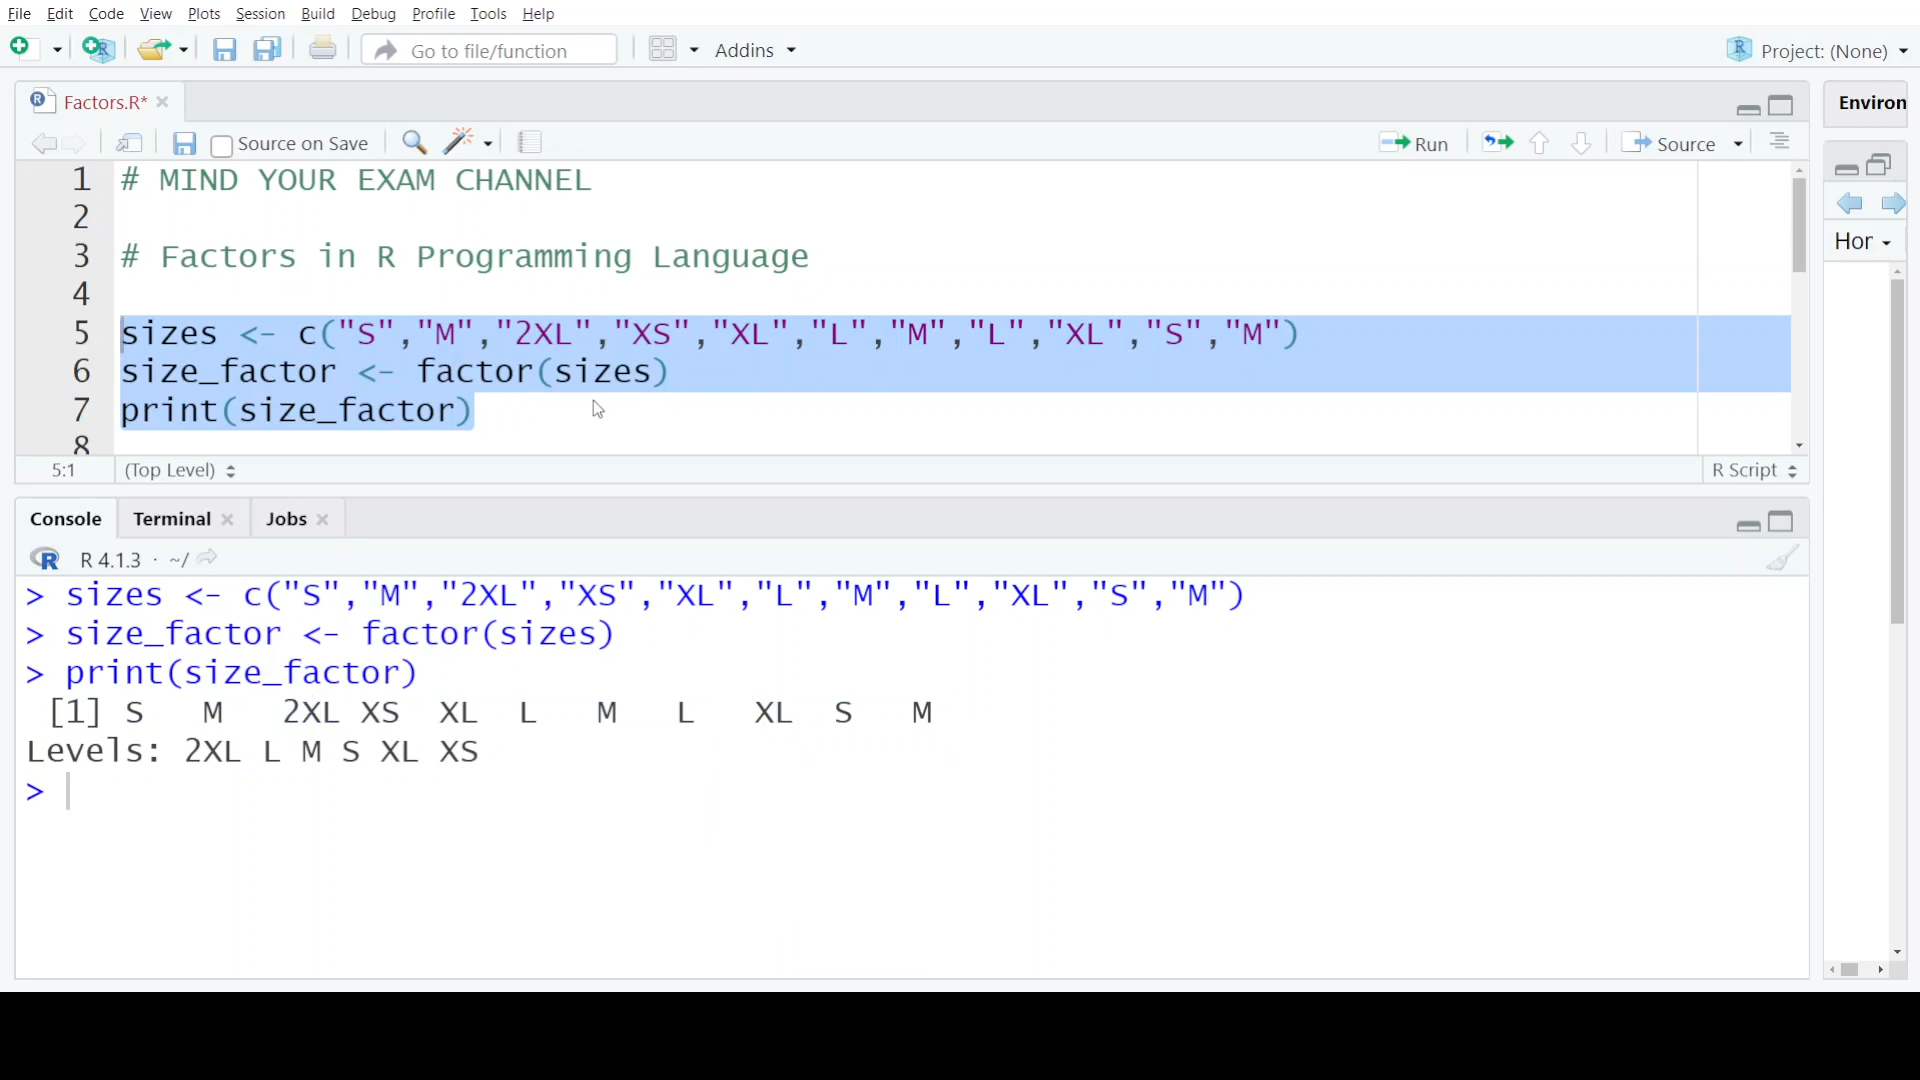 File Edit Code View Plots Session Build Debug Profile Tools Help
Go to file/function Addins Project: (None)
Factors.R* Environ
Source on Save Run Source
1 # MIND YOUR EXAM CHANNEL
2
3 # Factors in R Programming Language
4
5 sizes <- c("S","M","2XL","XS","XL","L","M","L","XL","S","M")
6 size_factor <- factor(sizes)
7 print(size_factor)
8
5:1 (Top Level) R Script
Hor
Console Terminal Jobs
R 4.1.3 · ~/
> sizes <- c("S","M","2XL","XS","XL","L","M","L","XL","S","M")
> size_factor <- factor(sizes)
> print(size_factor)
[1] S M 2XL XS XL L M L XL S M
Levels: 2XL L M S XL XS
>